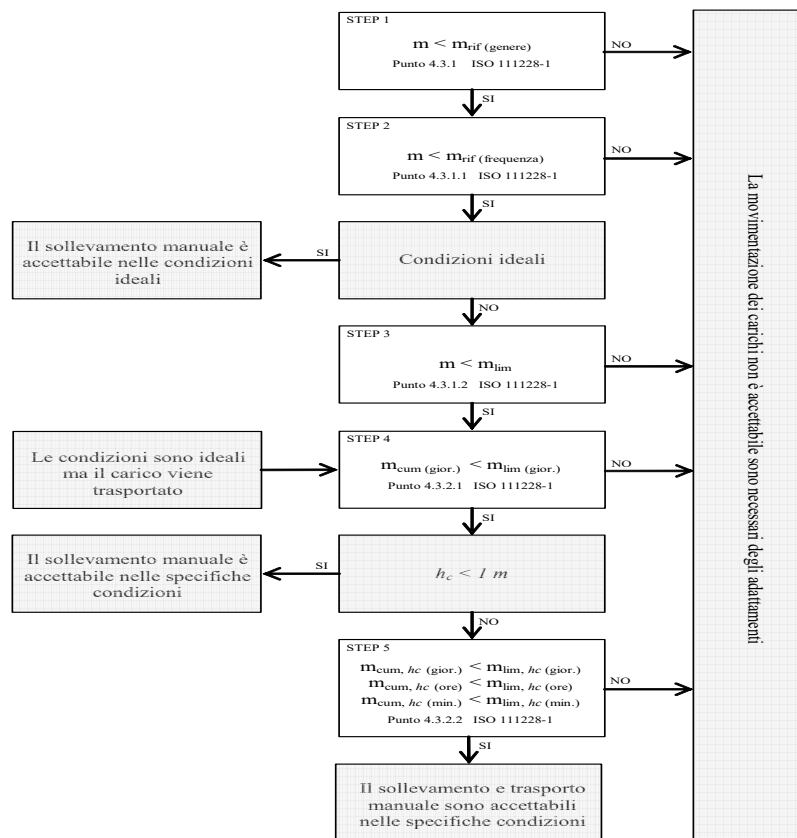 STEP 1
m < mrif (genere)
Punto 4.3.1 ISO 111228-1
NO
SI
STEP 2
m < mrif (frequenza)
Punto 4.3.1.1 ISO 111228-1
NO
SI
Il sollevamento manuale è
accettabile nelle condizioni
ideali
SI
Condizioni ideali
NO
STEP 3
m < mlim
Punto 4.3.1.2 ISO 111228-1
NO
SI
Le condizioni sono ideali
ma il carico viene
trasportato
STEP 4
mcum (gior.) < mlim (gior.)
Punto 4.3.2.1 ISO 111228-1
NO
SI
Il sollevamento manuale è
accettabile nelle specifiche
condizioni
SI
hc < 1 m
NO
STEP 5
mcum, hc (gior.) < mlim, hc (gior.)
mcum, hc (ore) < mlim, hc (ore)
mcum, hc (min.) < mlim, hc (min.)
Punto 4.3.2.2 ISO 111228-1
NO
SI
Il sollevamento e trasporto
manuale sono accettabili
nelle specifiche condizioni
La movimentazione dei carichi non è accettabile sono necessari degli adattamenti